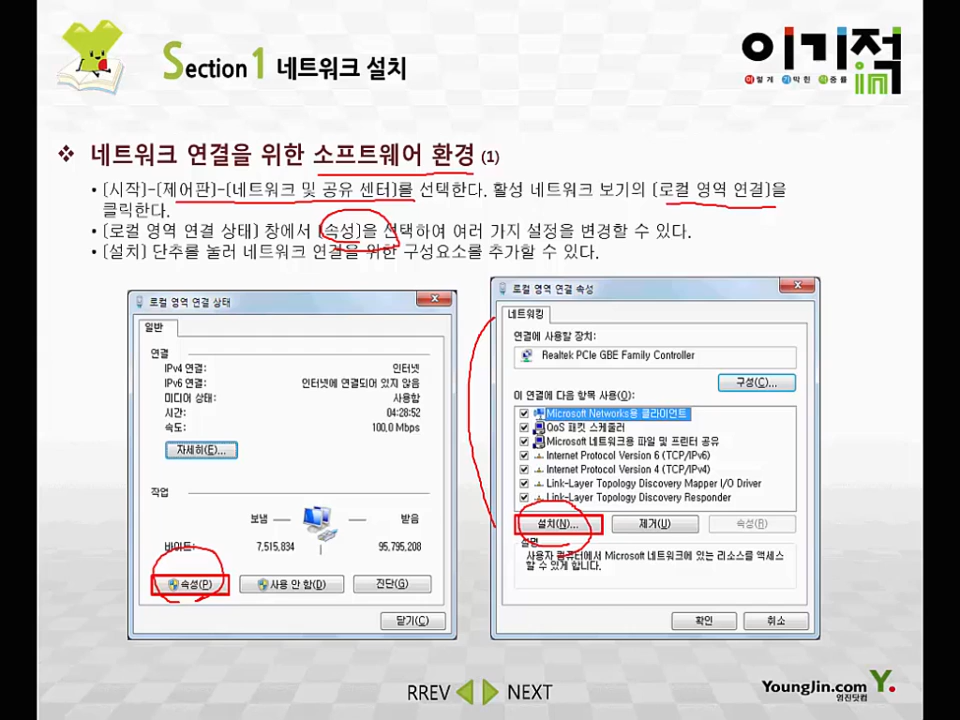 Section 1 네트워크 설치
이기적in
이렇게 기막힌 적중률
❖ 네트워크 연결을 위한 소프트웨어 환경 (1)
• [시작]-[제어판]-[네트워크 및 공유 센터]를 선택한다. 활성 네트워크 보기의 [로컬 영역 연결]을
클릭한다.
• [로컬 영역 연결 상태] 창에서 [속성]을 선택하여 여러 가지 설정을 변경할 수 있다.
• [설치] 단추를 눌러 네트워크 연결을 위한 구성요소를 추가할 수 있다.
로컬 영역 연결 상태
일반
연결
IPv4 연결: 인터넷
IPv6 연결: 인터넷에 연결되어 있지 않음
미디어 상태: 사용함
시간: 04:28:52
속도: 100,0 Mbps
자세히(E)...
작업
보냄 받음
바이트: 7,515,834 95,795,208
속성(P) 사용 안 함(D) 진단(G)
닫기(C)
로컬 영역 연결 속성
네트워킹
연결에 사용할 장치:
Realtek PCIe GBE Family Controller
구성(C)...
이 연결에 다음 항목 사용(O):
Microsoft Networks용 클라이언트
QoS 패킷 스케줄러
Microsoft 네트워크용 파일 및 프린터 공유
Internet Protocol Version 6 (TCP/IPv6)
Internet Protocol Version 4 (TCP/IPv4)
Link-Layer Topology Discovery Mapper I/O Driver
Link-Layer Topology Discovery Responder
설치(N)... 제거(U) 속성(R)
설명
사용자 컴퓨터에서 Microsoft 네트워크에 있는 리소스를 액세스
할 수 있게 합니다.
확인 취소
RREV NEXT
YoungJin.com Y.
영진닷컴